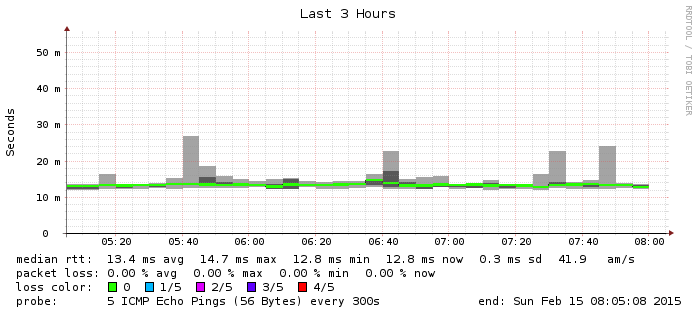 Last 3 Hours
RRDTOOL / TOBI OETIKER
Seconds
50 m
40 m
30 m
20 m
10 m
0
05:20 05:40 06:00 06:20 06:40 07:00 07:20 07:40 08:00
median rtt: 13.4 ms avg 14.7 ms max 12.8 ms min 12.8 ms now 0.3 ms sd 41.9 am/s
packet loss: 0.00 % avg 0.00 % max 0.00 % min 0.00 % now
loss color: 0 1/5 2/5 3/5 4/5
probe: 5 ICMP Echo Pings (56 Bytes) every 300s end: Sun Feb 15 08:05:08 2015